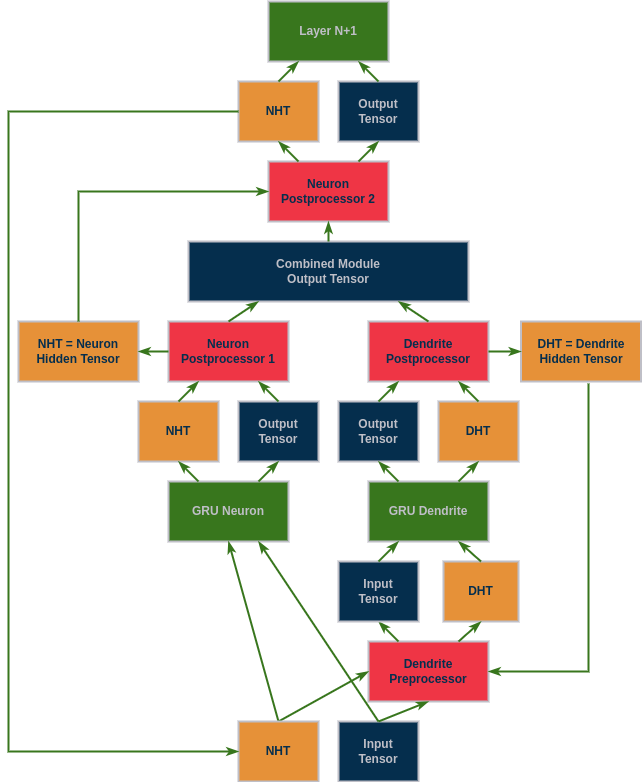 Layer N+1
NHT
Output
Tensor
Neuron
Postprocessor 2
Combined Module
Output Tensor
NHT = Neuron
Hidden Tensor
Neuron
Postprocessor 1
Dendrite
Postprocessor
DHT = Dendrite
Hidden Tensor
NHT
Output
Tensor
Output
Tensor
DHT
GRU Neuron
GRU Dendrite
Input
Tensor
DHT
Dendrite
Preprocessor
NHT
Input
Tensor